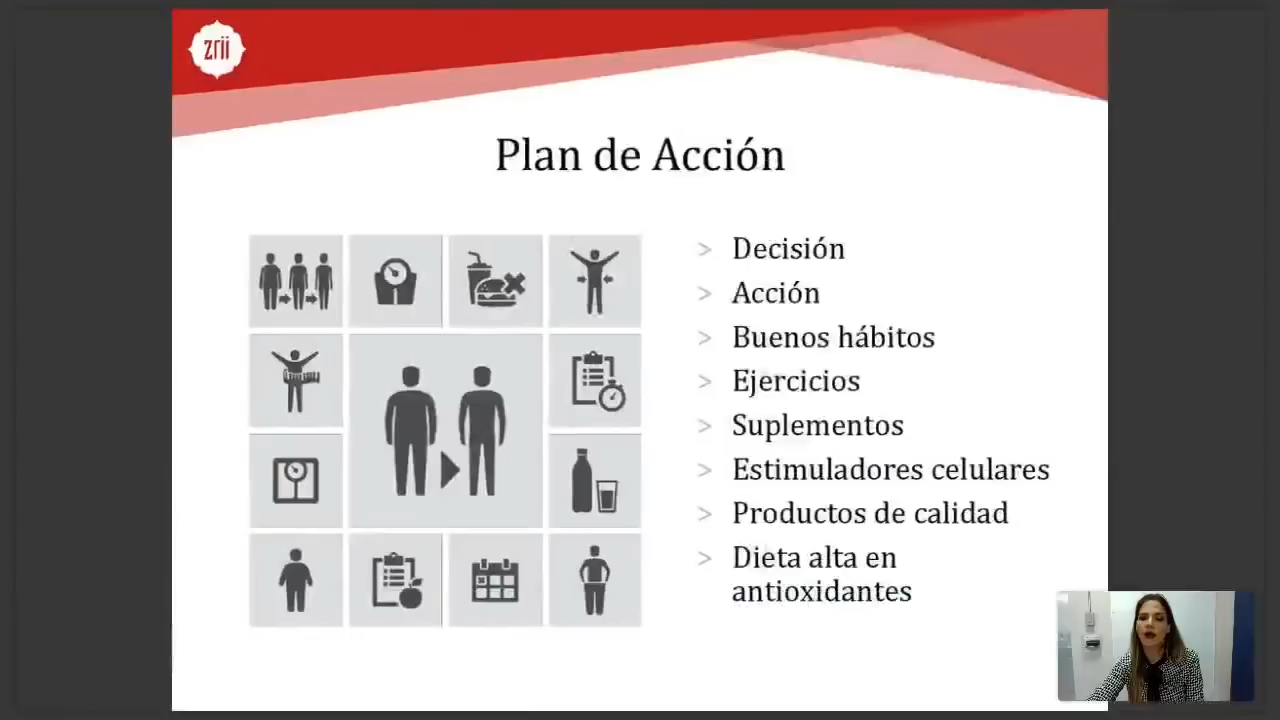 zrii
Plan de Acción
> Decisión
> Acción
> Buenos hábitos
> Ejercicios
> Suplementos
> Estimuladores celulares
> Productos de calidad
> Dieta alta en
antioxidantes